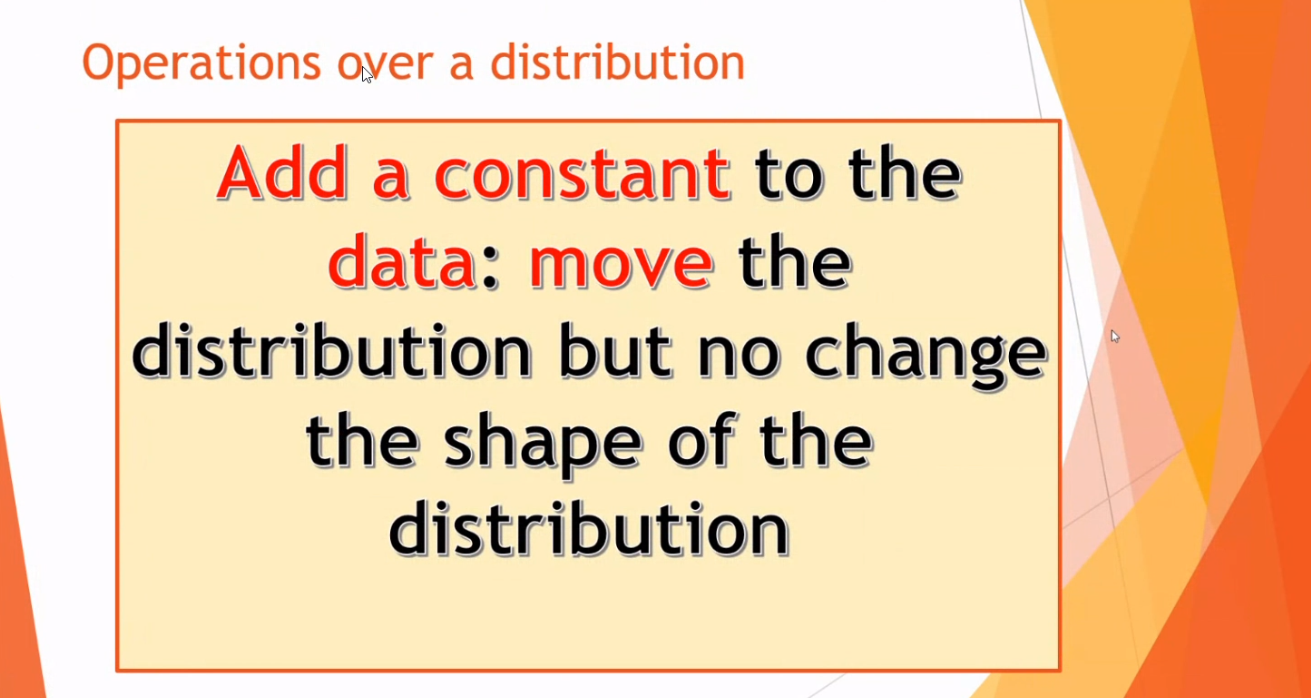 Operations over a distribution
Add a constant to the
data: move the
distribution but no change
the shape of the
distribution